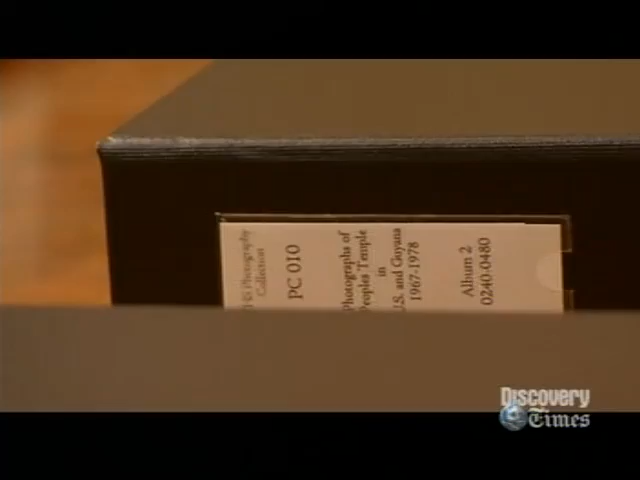 Photography
Collection
PC 010
Photographs of
Peoples Temple
in
U.S. and Guyana
1967-1978
Album 2
0240-0480
Discovery
Times